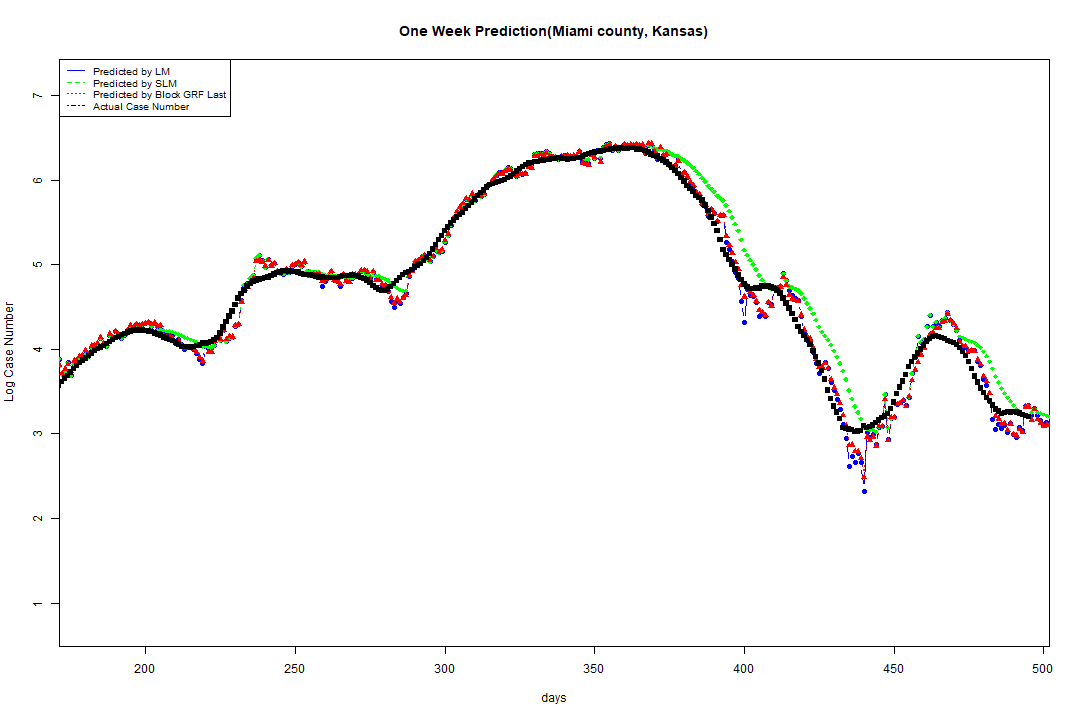 One Week Prediction(Miami county, Kansas)
Predicted by LM
Predicted by SLM
Predicted by Block GRF Last
Actual Case Number
7
6
5
4
3
2
1
Log Case Number
200 250 300 350 400 450 500
days